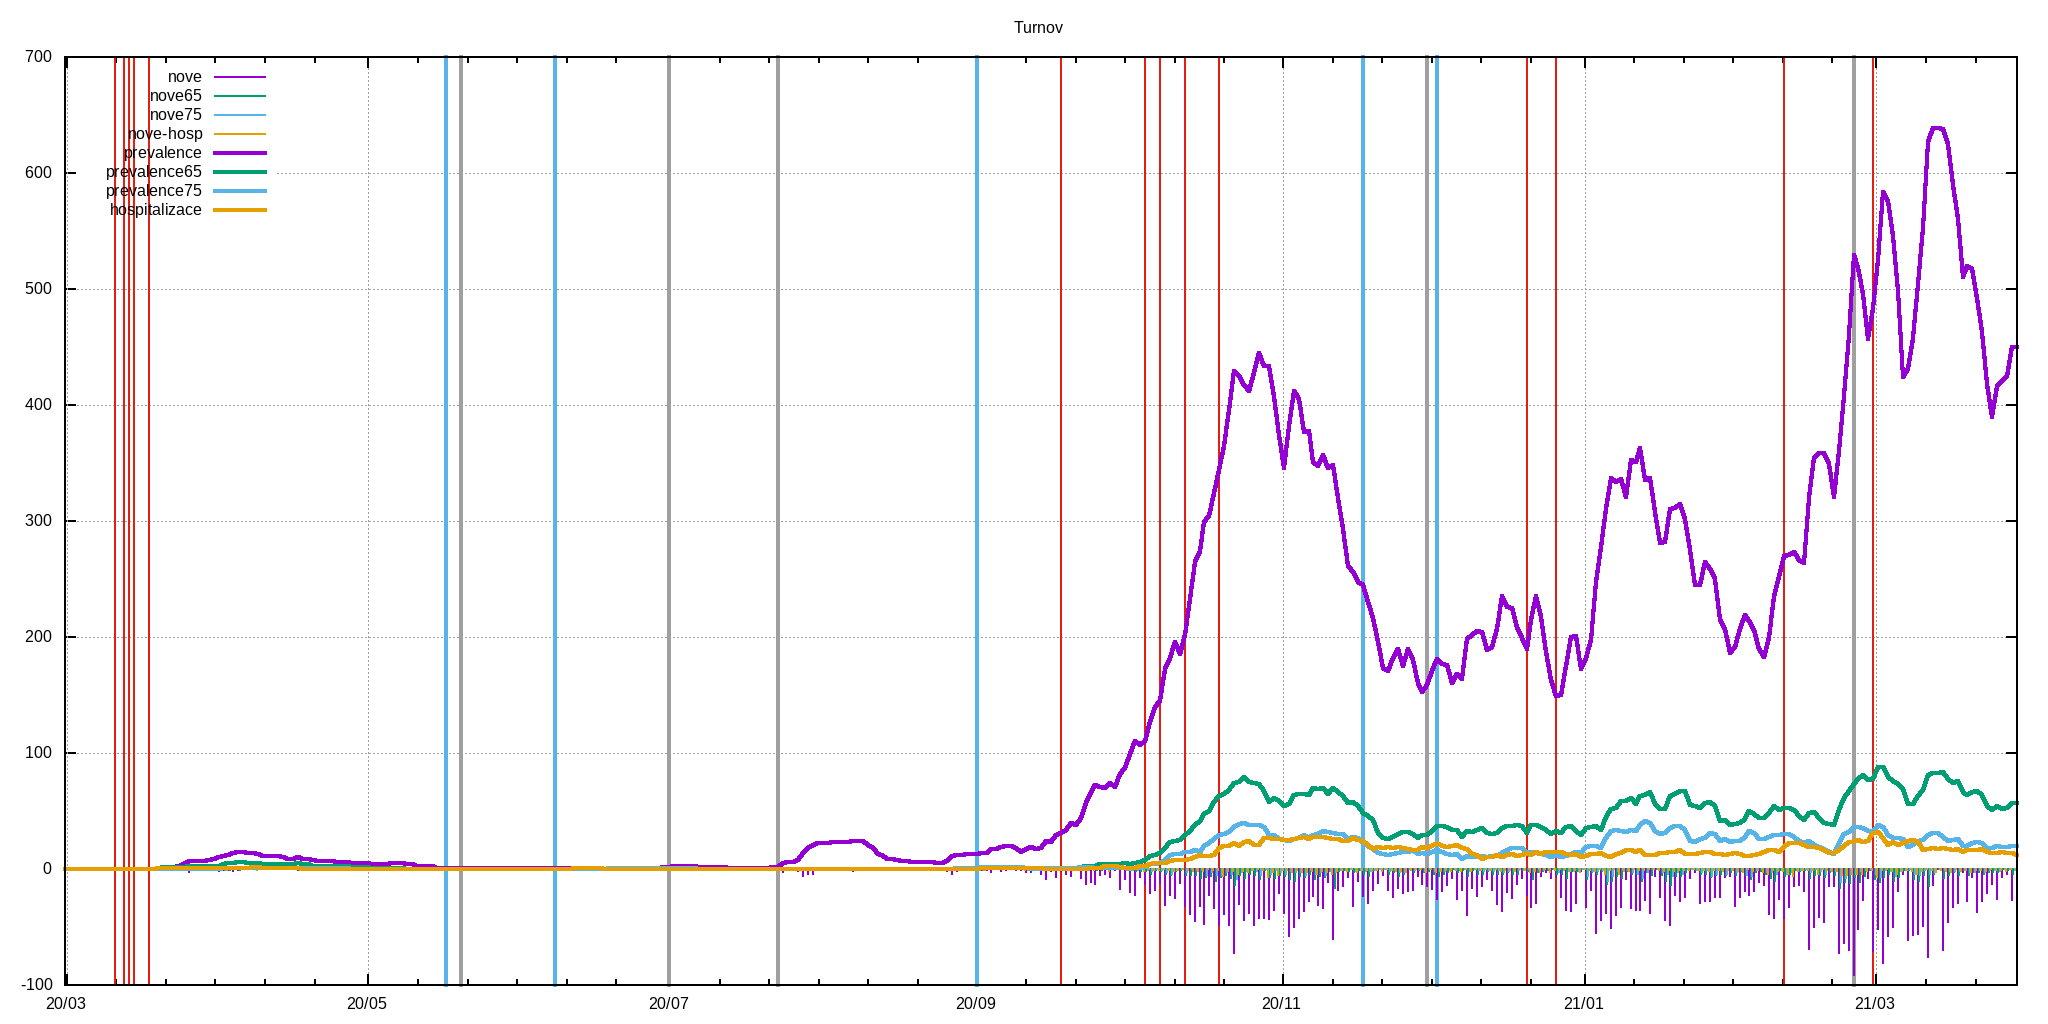 Turnov
700
600
500
400
300
200
100
0
-100
nove
nove65
nove75
nove-hosp
prevalence
prevalence65
prevalence75
hospitalizace
20/03 20/05 20/07 20/09 20/11 21/01 21/03